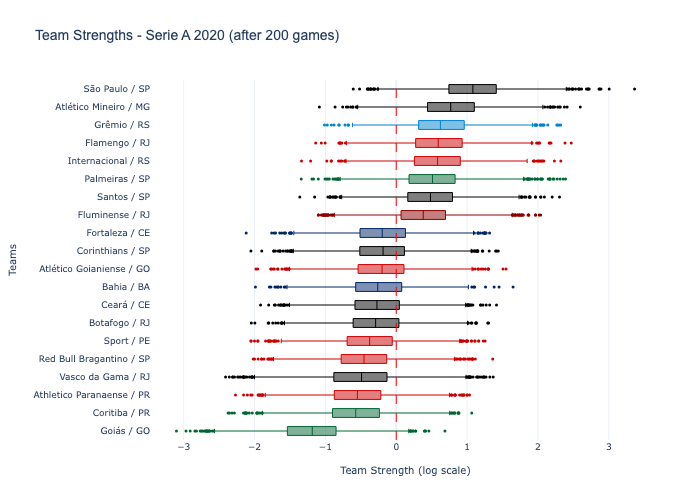 Team Strengths - Serie A 2020 (after 200 games)
São Paulo / SP
Atlético Mineiro / MG
Grêmio / RS
Flamengo / RJ
Internacional / RS
Palmeiras / SP
Santos / SP
Fluminense / RJ
Fortaleza / CE
Corinthians / SP
Atlético Goianiense / GO
Bahia / BA
Ceará / CE
Botafogo / RJ
Sport / PE
Red Bull Bragantino / SP
Vasco da Gama / RJ
Athletico Paranaense / PR
Coritiba / PR
Goiás / GO
Teams
−3 −2 −1 0 1 2 3
Team Strength (log scale)